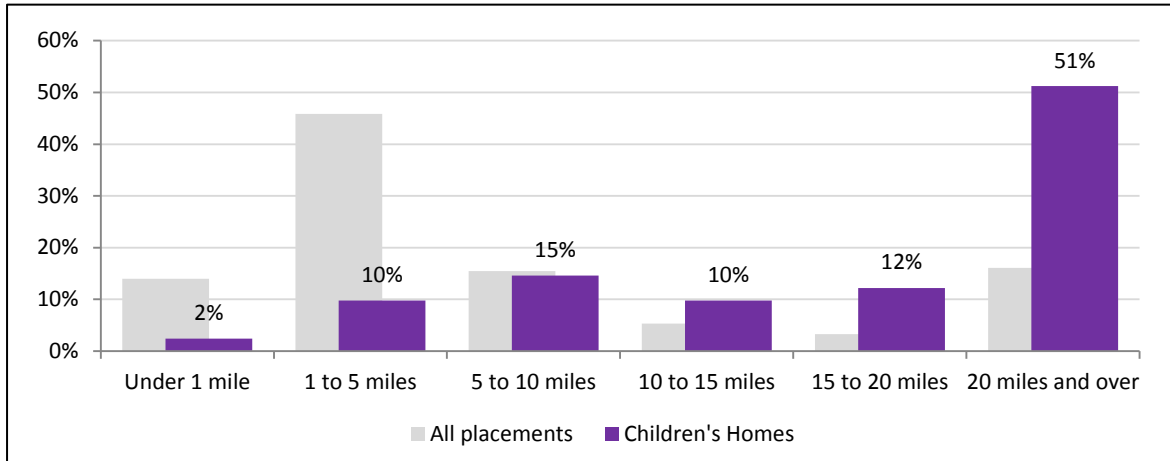 60%
50%
40%
30%
20%
10%
0%
2%
10%
15%
10%
12%
51%
Under 1 mile
1 to 5 miles
5 to 10 miles
10 to 15 miles
15 to 20 miles
20 miles and over
All placements
Children's Homes